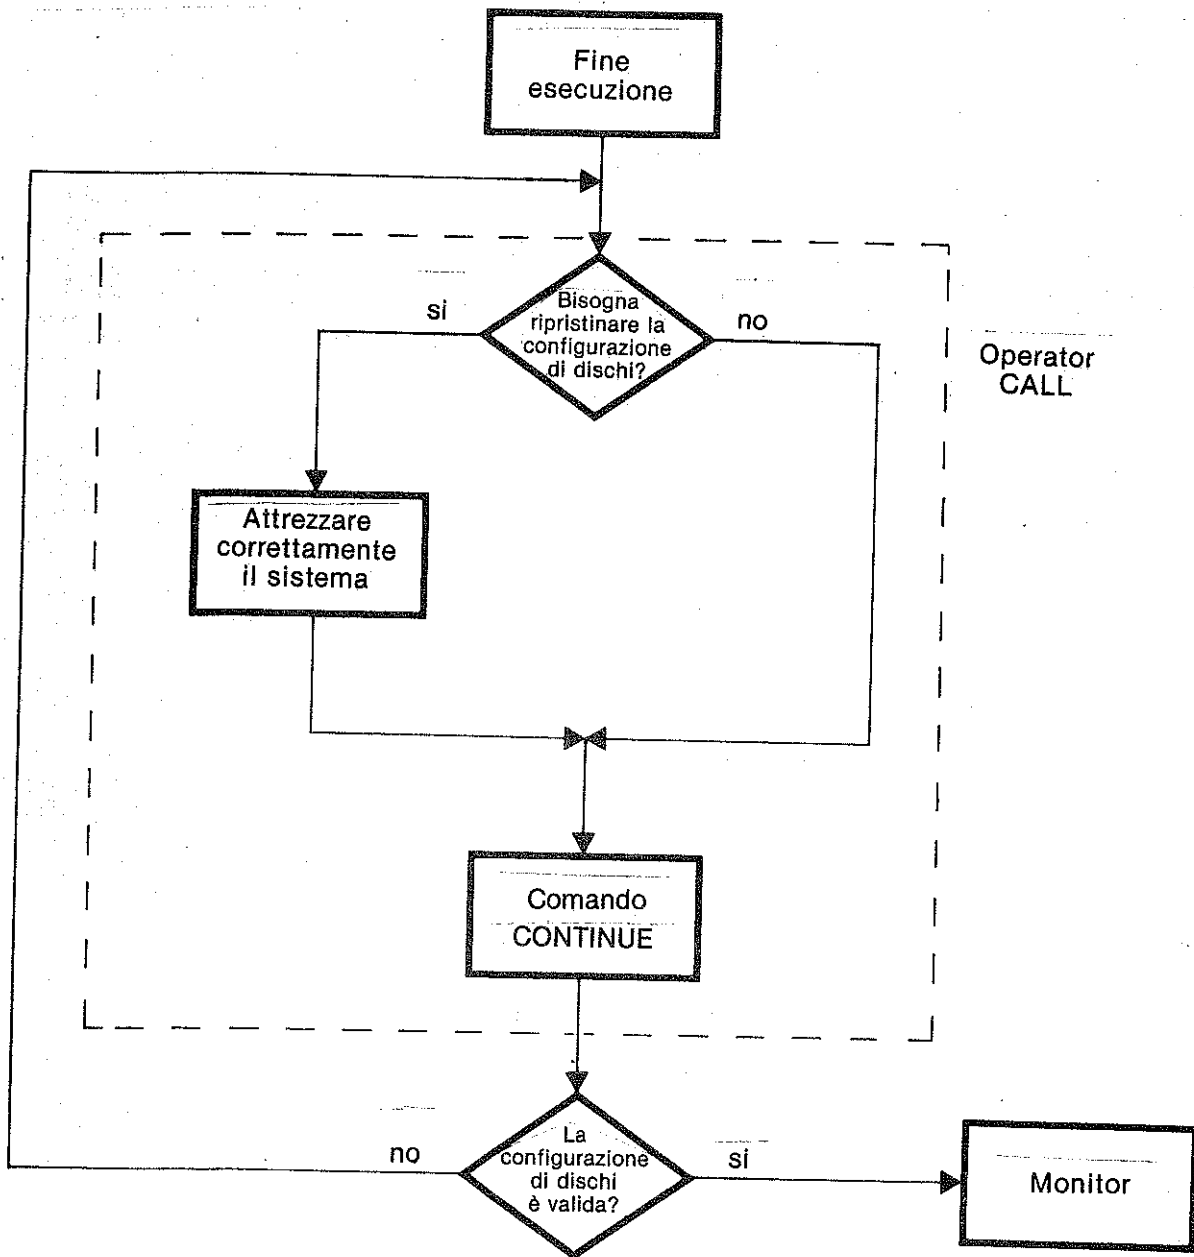 Fine
esecuzione
Bisogna
ripristinare la
configurazione
di dischi?
si
no
Operator
CALL
Attrezzare
correttamente
il sistema
Comando
CONTINUE
La
configurazione
di dischi
è valida?
no
si
Monitor